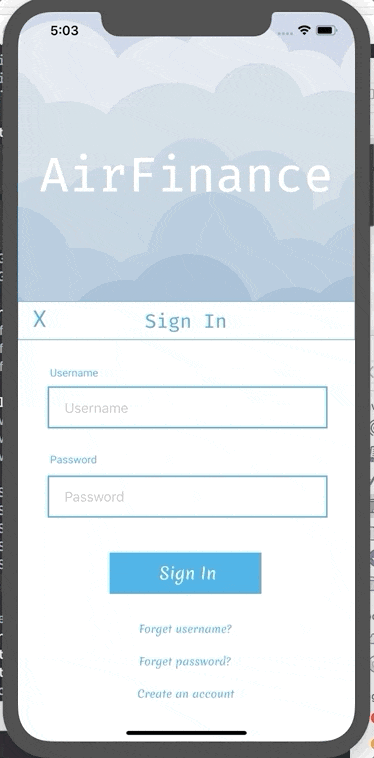 5:03
AirFinance
X Sign In
Username
Username
Password
Password
Sign In
Forget username?
Forget password?
Create an account